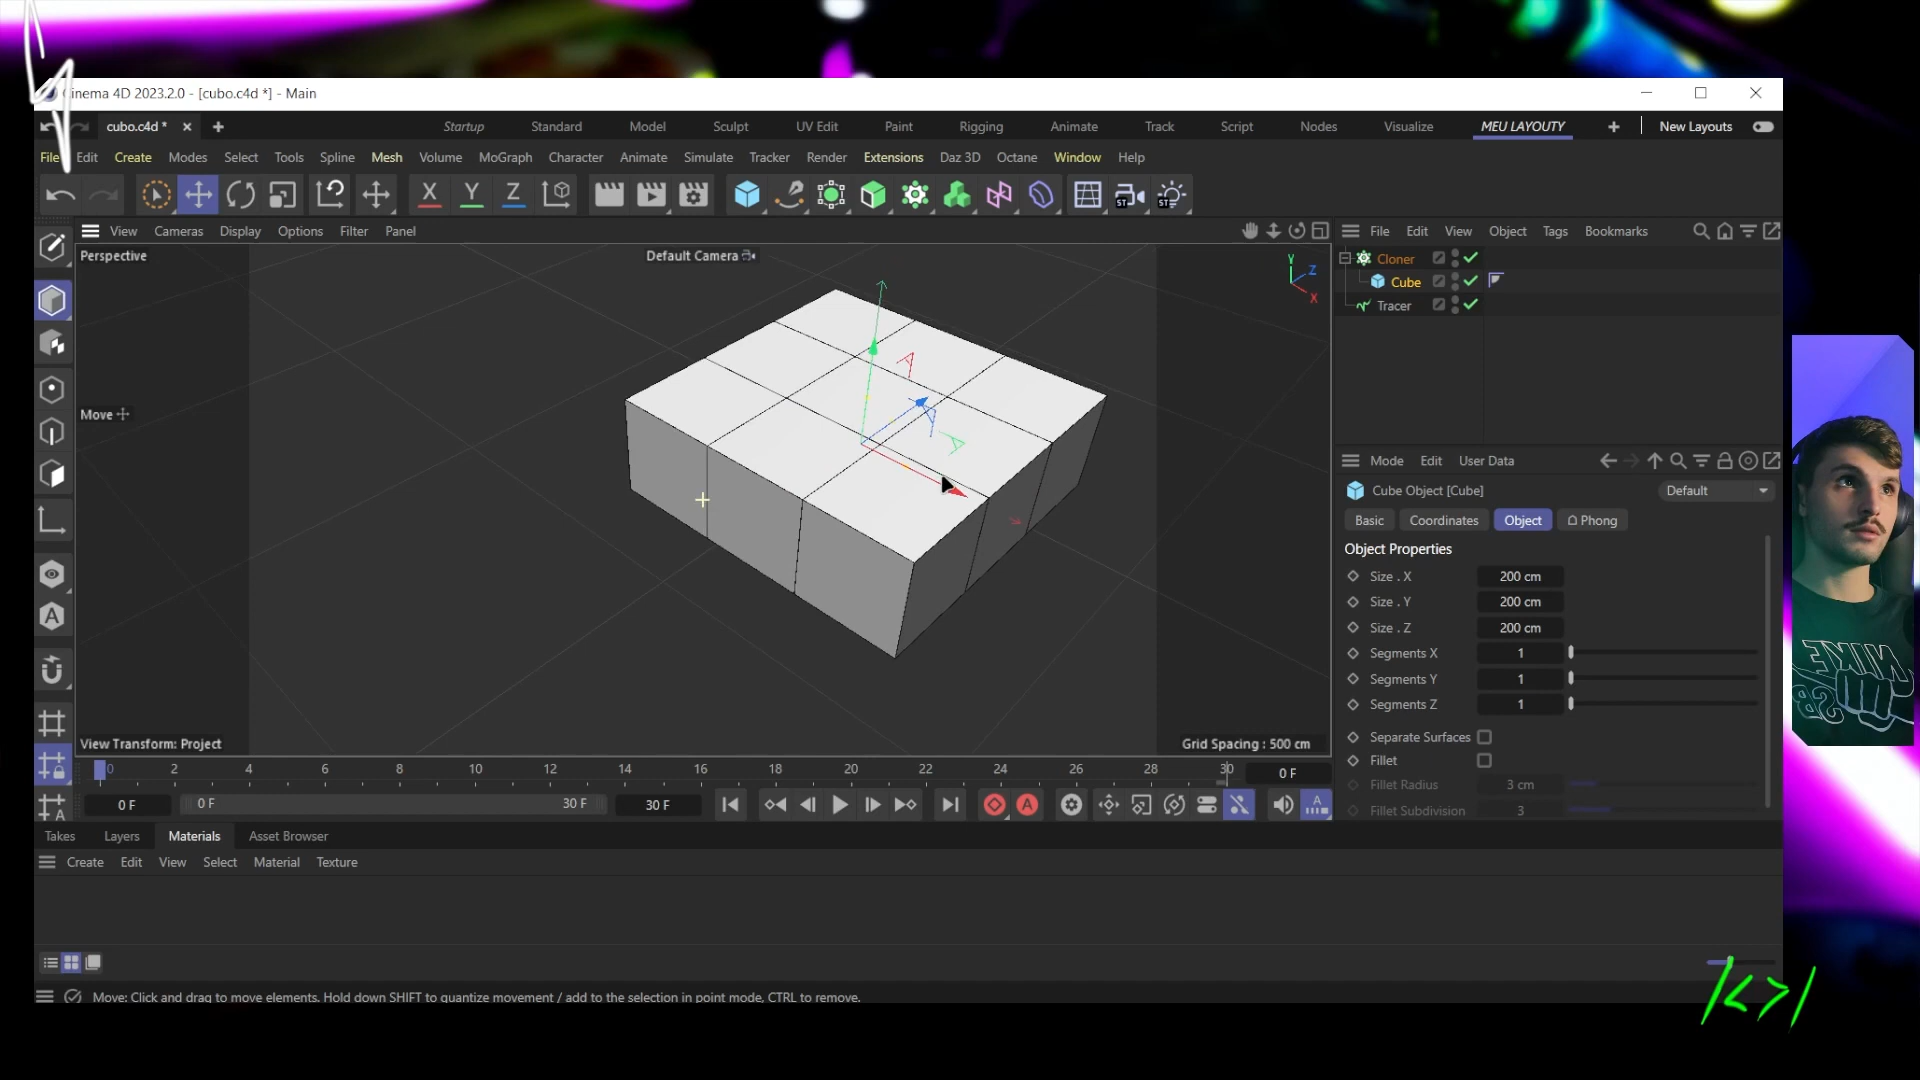 Cinema 4D 2023.2.0 - [cubo.c4d *] - Main
cubo.c4d *
Startup Standard Model Sculpt UV Edit Paint Rigging Animate Track Script Nodes Visualize MEU LAYOUTY New Layouts
File Edit Create Modes Select Tools Spline Mesh Volume MoGraph Character Animate Simulate Tracker Render Extensions Daz 3D Octane Window Help
X Y Z ST ST
View Cameras Display Options Filter Panel
File Edit View Object Tags Bookmarks
Perspective
Default Camera
Y
Z
X
Cloner
Cube
Tracer
Move
Mode Edit User Data
Cube Object [Cube]
Default
Basic Coordinates Object Phong
Object Properties
Size . X 200 cm
Size . Y 200 cm
Size . Z 200 cm
Segments X 1
Segments Y 1
Segments Z 1
Separate Surfaces
Fillet
Fillet Radius 3 cm
Fillet Subdivision 3
View Transform: Project
Grid Spacing : 500 cm
0 2 4 6 8 10 12 14 16 18 20 22 24 26 28 30 0 F
0 F 0 F 30 F 30 F
Takes Layers Materials Asset Browser
Create Edit View Select Material Texture
Move: Click and drag to move elements. Hold down SHIFT to quantize movement / add to the selection in point mode, CTRL to remove.